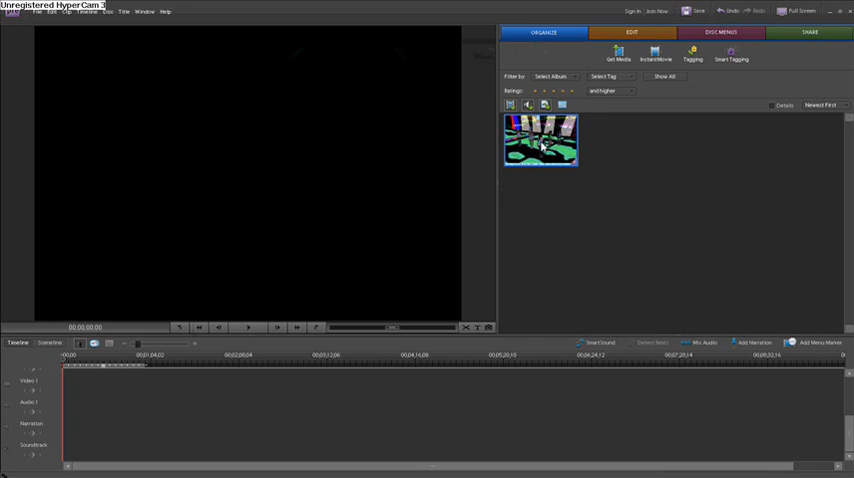 Unregistered HyperCam 3
File Edit Clip Timeline Disc Title Window Help
Sign In Join Now Save Undo Redo Full Screen
ORGANIZE EDIT DISC MENUS SHARE
Get Media InstantMovie Tagging Smart Tagging
Filter by: Select Album Select Tag Show All
Ratings: and higher
Details Newest First
00;00;00;00
Timeline Sceneline SmartSound Detect Beats Mix Audio Add Narration Add Menu Marker
00;01;04;02 00;02;08;04 00;03;12;06 00;04;16;08 00;05;20;10 00;06;24;12 00;07;28;14 00;08;32;16
Video 1
Audio 1
Narration
Soundtrack